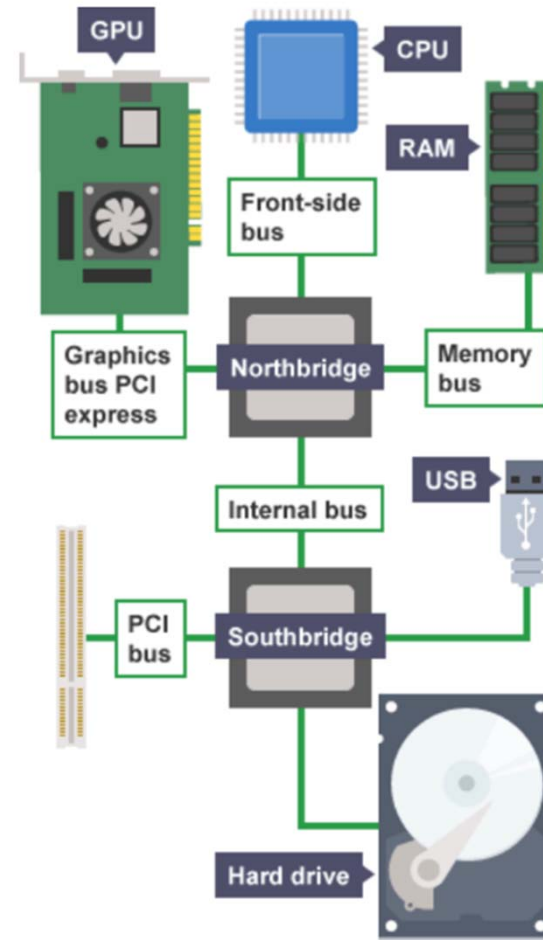 GPU
CPU
RAM
Front-side
bus
Graphics
bus PCI
express
Northbridge
Memory
bus
USB
Internal bus
PCI
bus
Southbridge
Hard drive